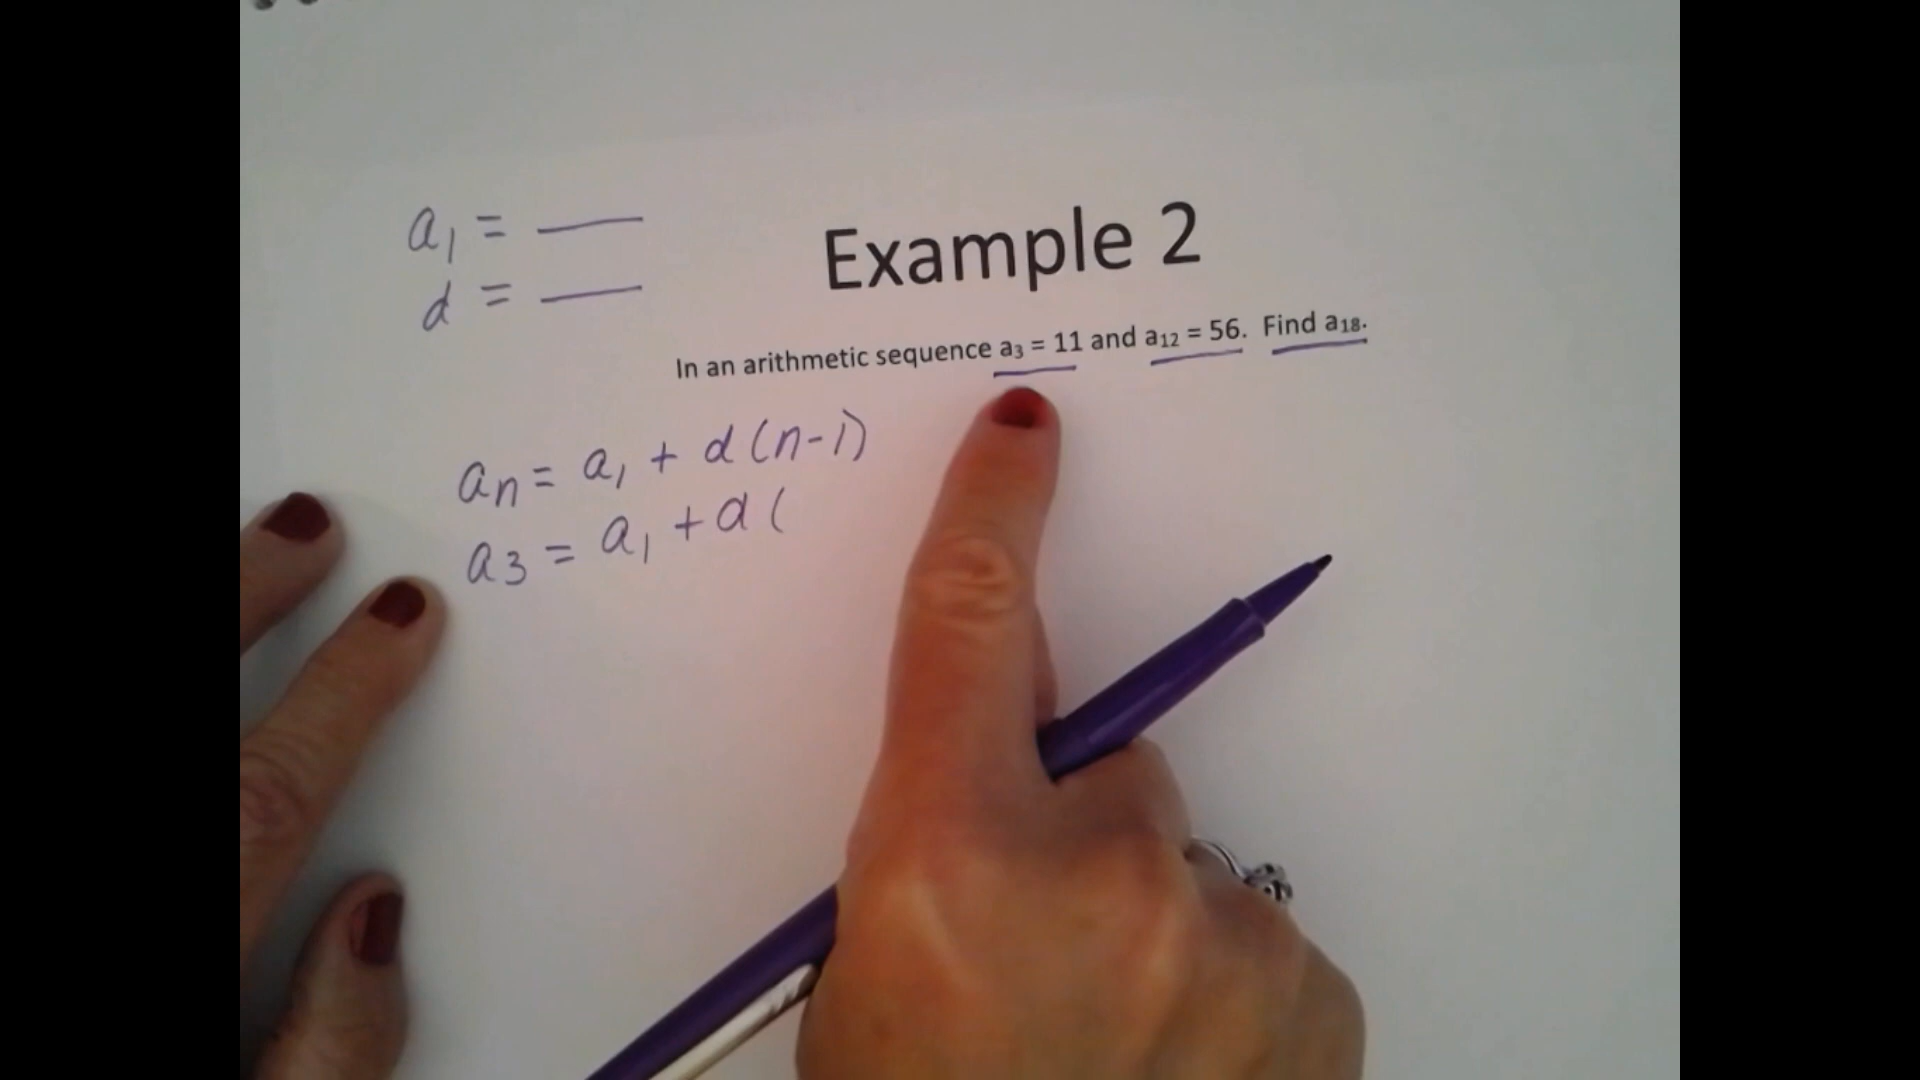 a₁ = ___
d = ___
Example 2
In an arithmetic sequence a₃ = 11 and a₁₂ = 56. Find a₁₈.
aₙ = a₁ + d (n-1)
a₃ = a₁ + d (